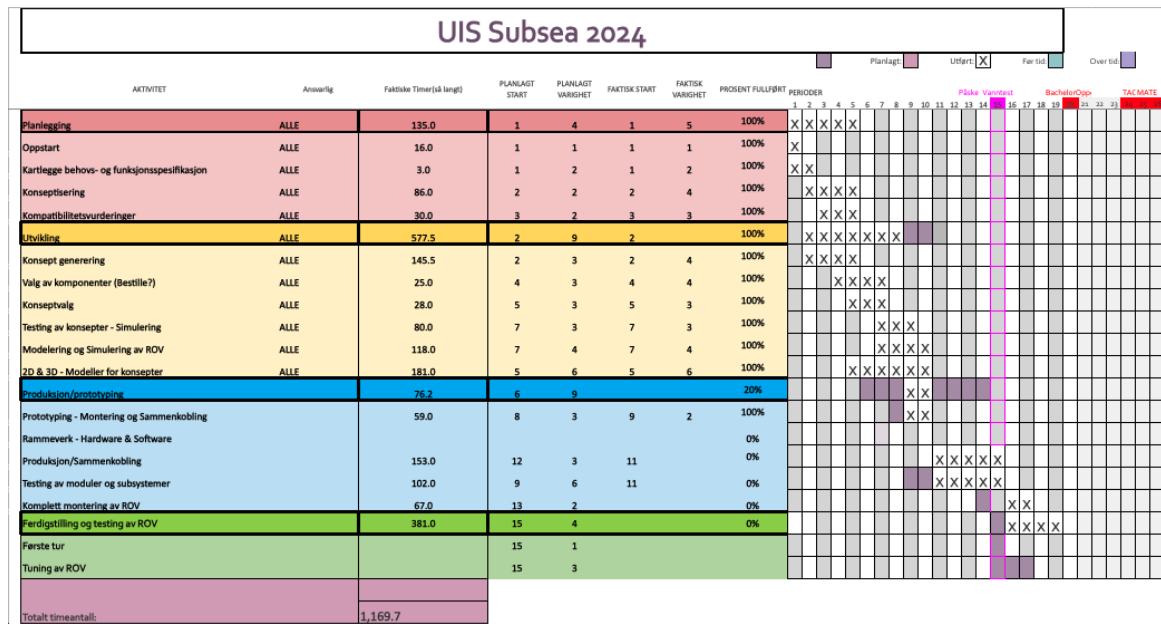 UIS Subsea 2024
Planlagt: Utført: X Før tid: Over tid:
AKTIVITET Ansvarlig Faktiske Timer(så langt) PLANLAGT START PLANLAGT VARIGHET FAKTISK START FAKTISK VARIGHET PROSENT FULLFØRT PERIODER
Påske Vanntest BachelorOpp TAC MATE
1 2 3 4 5 6 7 8 9 10 11 12 13 14 15 16 17 18 19 20 21 22 23
Planlegging ALLE 135.0 1 4 1 5 100% X X X X X
Oppstart ALLE 16.0 1 1 1 1 100% X
Kartlegge behovs- og funksjonsspesifikasjon ALLE 3.0 1 2 1 2 100% X X
Konseptisering ALLE 86.0 2 2 2 4 100% X X X X
Kompatibilitetsvurderinger ALLE 30.0 3 2 3 3 100% X X X
Utvikling ALLE 577.5 2 9 2 100% X X X X X X X
Konsept generering ALLE 145.5 2 3 2 4 100% X X X X
Valg av komponenter (Bestille?) ALLE 25.0 4 3 4 4 100% X X X X
Konseptvalg ALLE 28.0 5 3 5 3 100% X X X
Testing av konsepter - Simulering ALLE 80.0 7 3 7 3 100% X X X
Modelering og Simulering av ROV ALLE 118.0 7 4 7 4 100% X X X X
2D & 3D - Modeller for konsepter ALLE 181.0 5 6 5 6 100% X X X X X X
Produksjon/prototyping 76.2 6 9 20% X X
Prototyping - Montering og Sammenkobling 59.0 8 3 9 2 100% X X
Rammeverk - Hardware & Software 0%
Produksjon/Sammenkobling 153.0 12 3 11 0% X X X X X
Testing av moduler og subsystemer 102.0 9 6 11 0% X X X X X
Komplett montering av ROV 67.0 13 2 0% X X
Ferdigstilling og testing av ROV 381.0 15 4 0% X X X X
Første tur 15 1
Tuning av ROV 15 3
Totalt timeantall: 1,169.7